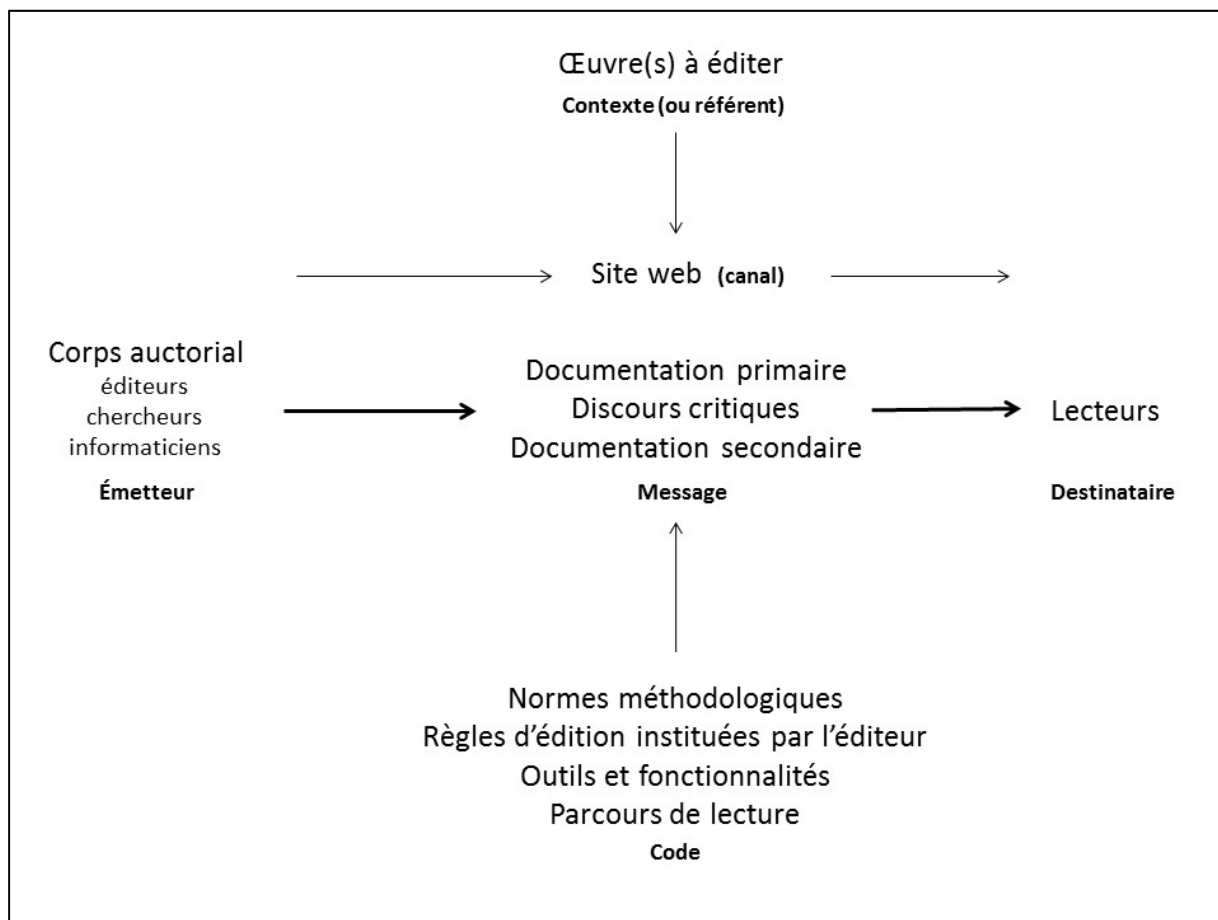 Œuvre(s) à éditer
Contexte (ou référent)
Site web (canal)
Corps auctorial
éditeurs
chercheurs
informaticiens
Émetteur
Documentation primaire
Discours critiques
Documentation secondaire
Message
Lecteurs
Destinataire
Normes méthodologiques
Règles d’édition instituées par l’éditeur
Outils et fonctionnalités
Parcours de lecture
Code